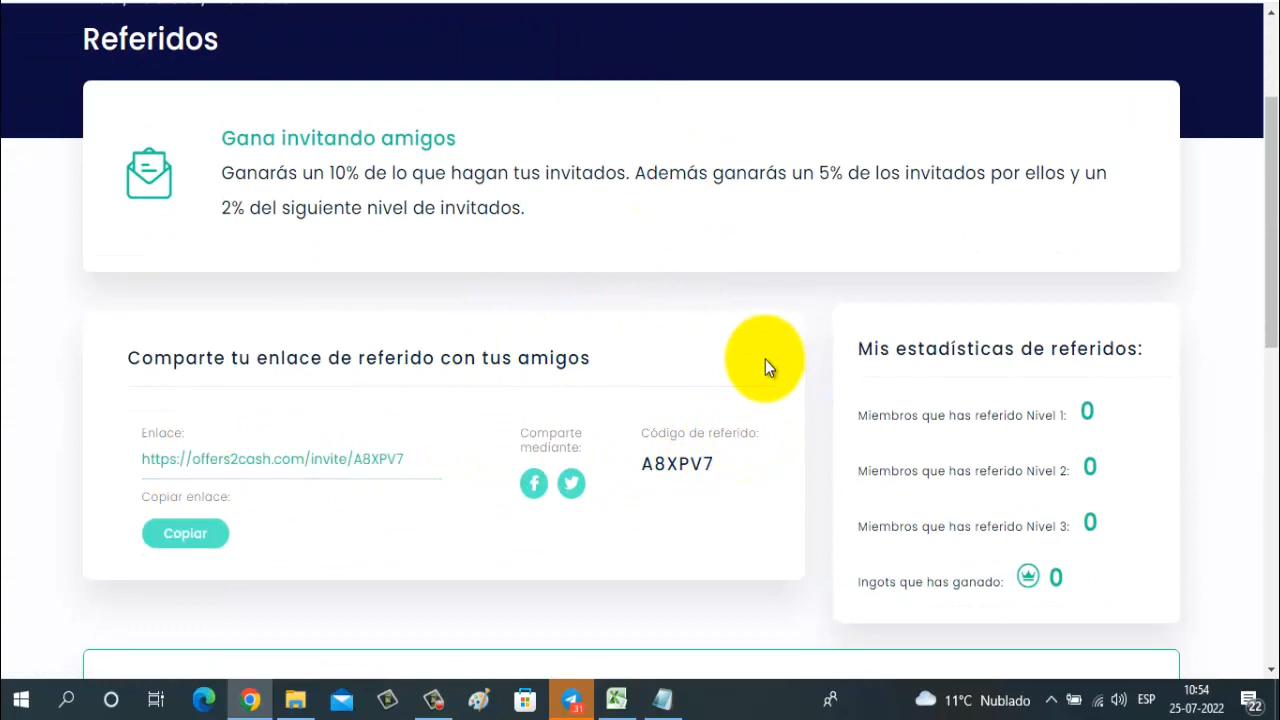 Referidos
Gana invitando amigos
Ganarás un 10% de lo que hagan tus invitados. Además ganarás un 5% de los invitados por ellos y un
2% del siguiente nivel de invitados.
Comparte tu enlace de referido con tus amigos
Enlace:
https://offers2cash.com/invite/A8XPV7
Copiar enlace:
Copiar
Comparte
mediante:
Código de referido:
A8XPV7
Mis estadísticas de referidos:
Miembros que has referido Nivel 1: 0
Miembros que has referido Nivel 2: 0
Miembros que has referido Nivel 3: 0
Ingots que has ganado: 0
31
11°C Nublado
ESP
10:54
25-07-2022
22